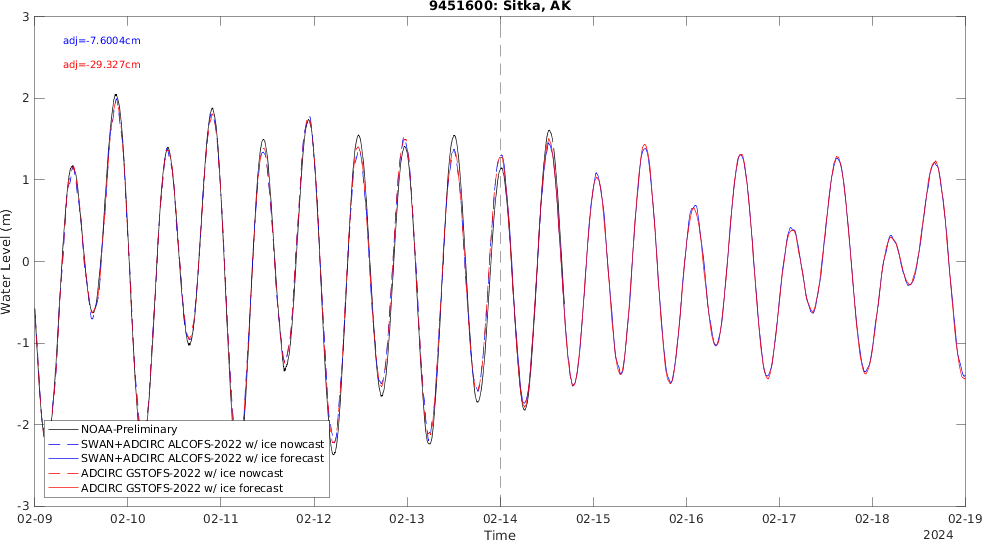 9451600: Sitka, AK
adj=-7.6004cm
adj=-29.327cm
Water Level (m)
3
2
1
0
-1
-2
-3
NOAA-Preliminary
SWAN+ADCIRC ALCOFS-2022 w/ ice nowcast
SWAN+ADCIRC ALCOFS-2022 w/ ice forecast
ADCIRC GSTOFS-2022 w/ ice nowcast
ADCIRC GSTOFS-2022 w/ ice forecast
02-09 02-10 02-11 02-12 02-13 02-14 02-15 02-16 02-17 02-18 02-19
Time
2024